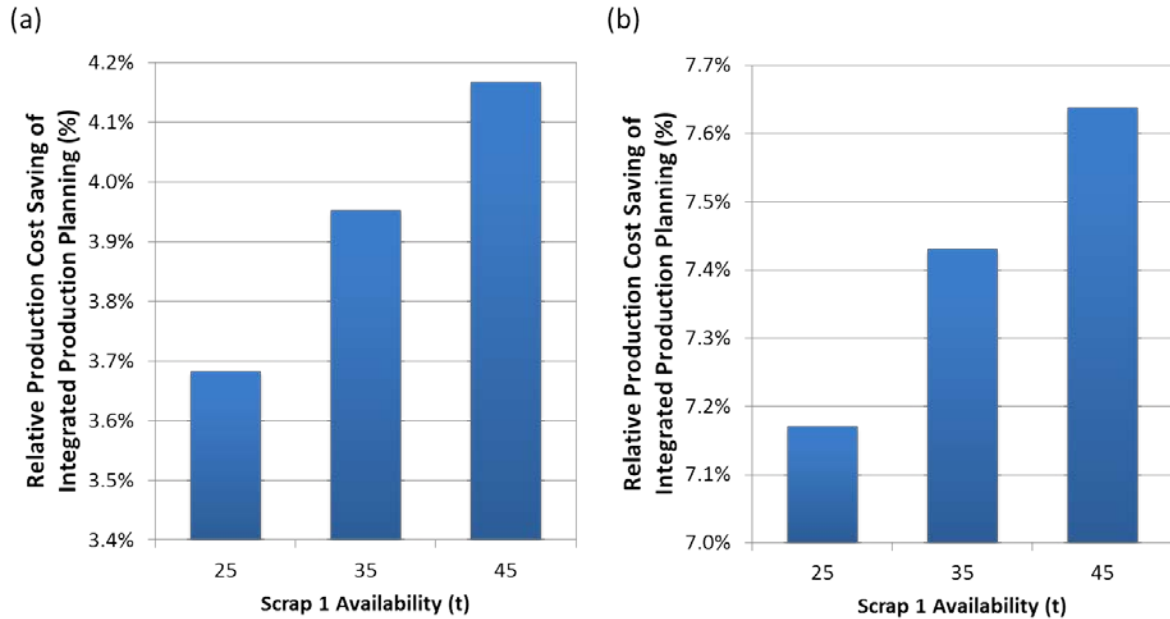 (a)
Relative Production Cost Saving of
Integrated Production Planning (%)
4.2%
4.1%
4.0%
3.9%
3.8%
3.7%
3.6%
3.5%
3.4%
25
35
45
Scrap 1 Availability (t)
(b)
Relative Production Cost Saving of
Integrated Production Planning (%)
7.7%
7.6%
7.5%
7.4%
7.3%
7.2%
7.1%
7.0%
25
35
45
Scrap 1 Availability (t)